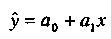 ŷ = a₀ + a₁x